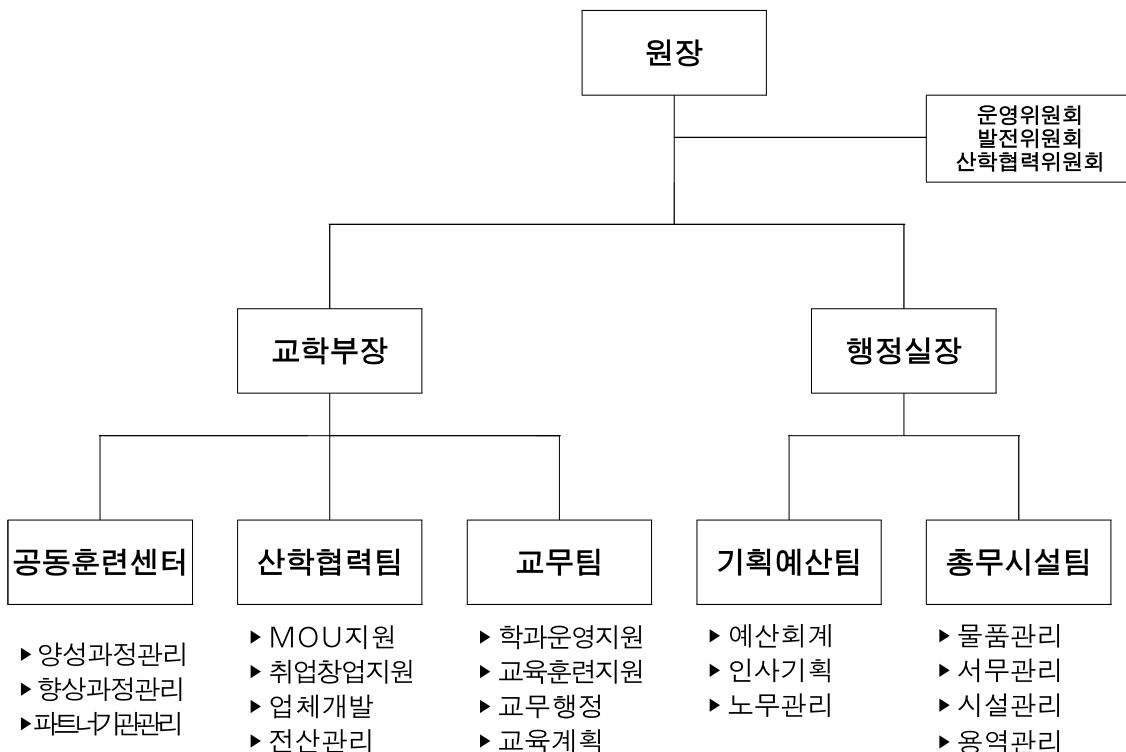 원장
운영위원회
발전위원회
산학협력위원회
교학부장
행정실장
공동훈련센터
산학협력팀
교무팀
기획예산팀
총무시설팀
▶ 양성과정관리
▶ 향상과정관리
▶파트너기관관리
▶ MOU지원
▶ 취업창업지원
▶ 업체개발
▶ 전산관리
▶ 학과운영지원
▶ 교육훈련지원
▶ 교무행정
▶ 교육계획
▶ 예산회계
▶ 인사기획
▶ 노무관리
▶ 물품관리
▶ 서무관리
▶ 시설관리
▶ 용역관리